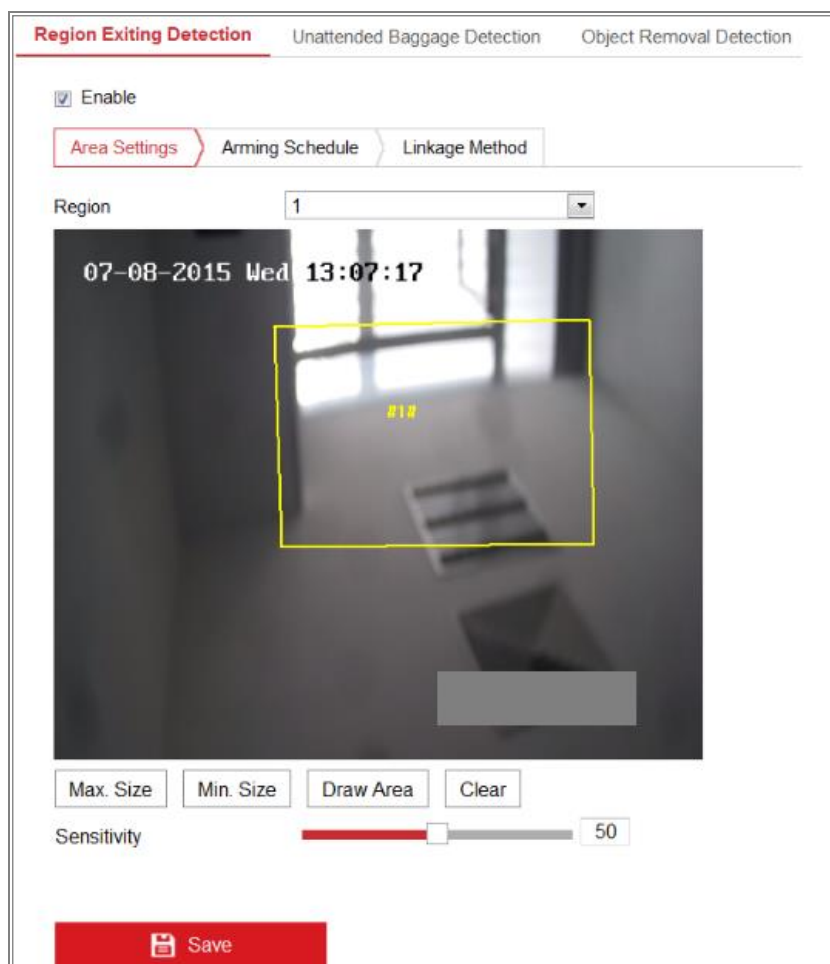 Region Exiting Detection Unattended Baggage Detection Object Removal Detection
Enable
Area Settings Arming Schedule Linkage Method
Region 1
07-08-2015 Wed 13:07:17
#1#
Max. Size Min. Size Draw Area Clear
Sensitivity 50
Save